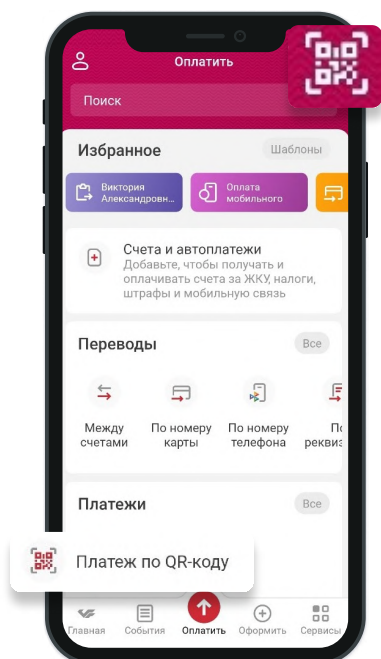 Оплатить
Поиск
Избранное
Шаблоны
Виктория
Александровн...
Оплата
мобильного
Счета и автоплатежи
Добавьте, чтобы получать и
оплачивать счета за ЖКУ, налоги,
штрафы и мобильную связь
Переводы
Все
Между
счетами
По номеру
карты
По номеру
телефона
Платежи
Все
Платеж по QR-коду
Главная
События
Оплатить
Оформить
Сервисы